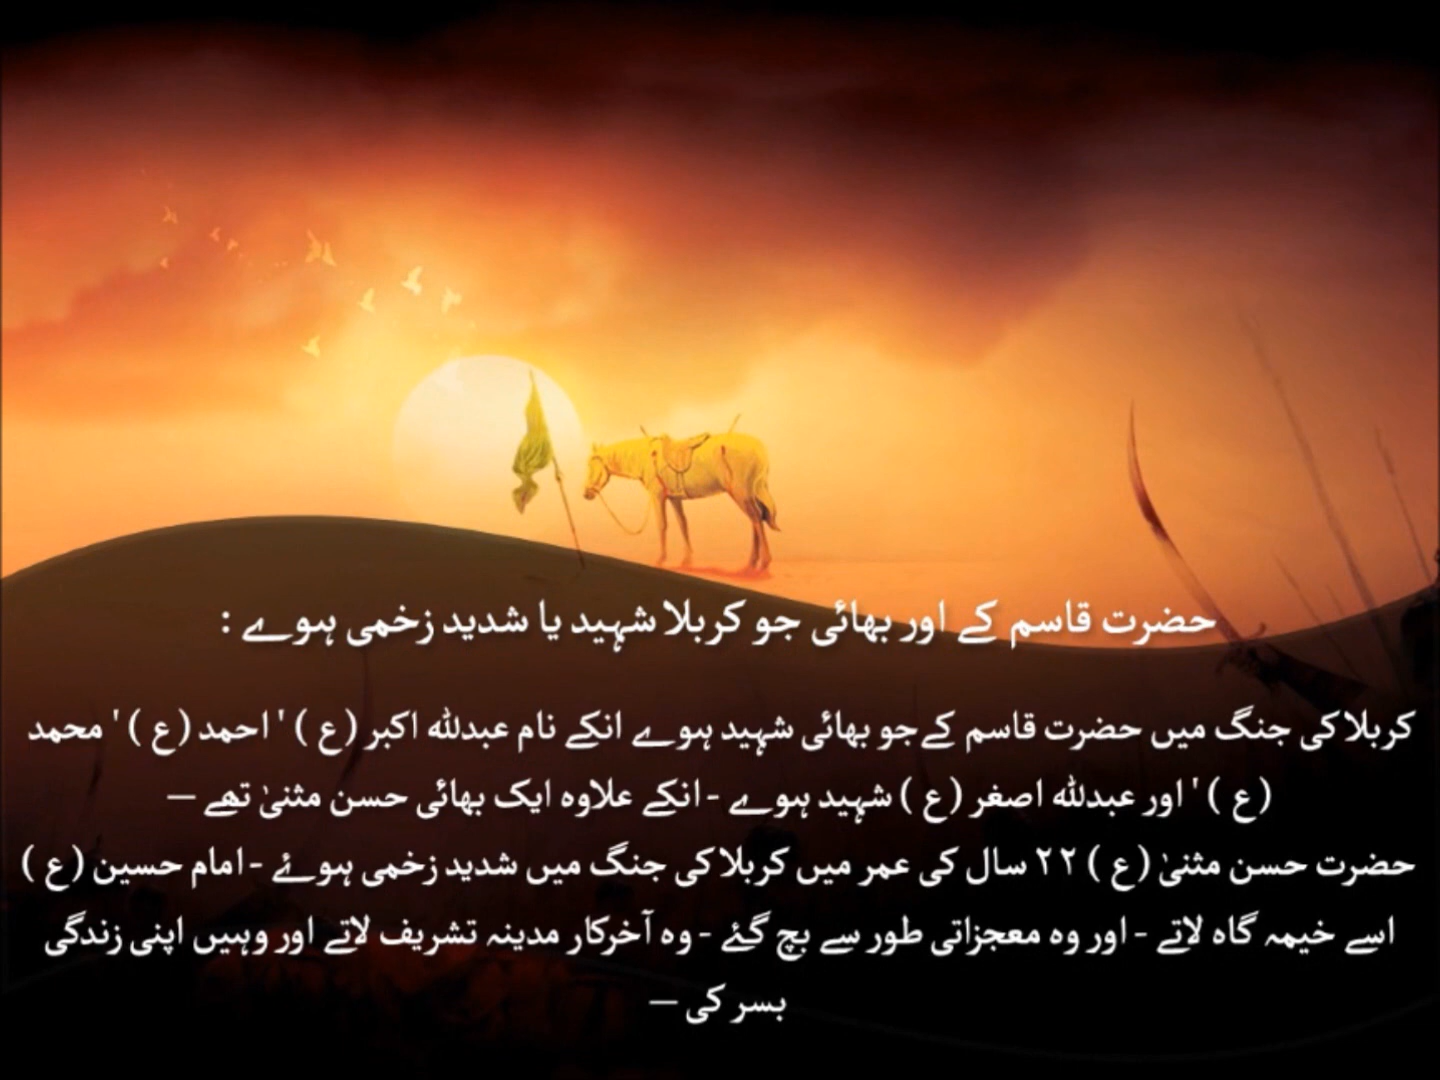 حضرت قاسم کے اور بھائی جو کربلا شہید یا شدید زخمی ہوے :
کربلا کی جنگ میں حضرت قاسم کے جو بھائی شہید ہوے انکے نام عبدللہ اکبر ( ع ) ' احمد ( ع ) ' محمد
( ع ) ' اور عبدللہ اصغر ( ع ) شہید ہوے - انکے علاوہ ایک بھائی حسن مثنیٰ تھے —
حضرت حسن مثنیٰ ( ع ) ۲۲ سال کی عمر میں کربلا کی جنگ میں شدید زخمی ہوۓ - امام حسین ( ع )
اسے خیمہ گاہ لاتے - اور وہ معجزاتی طور سے بچ گئے - وہ آخرکار مدینہ تشریف لاتے اور وہیں اپنی زندگی
بسر کی —